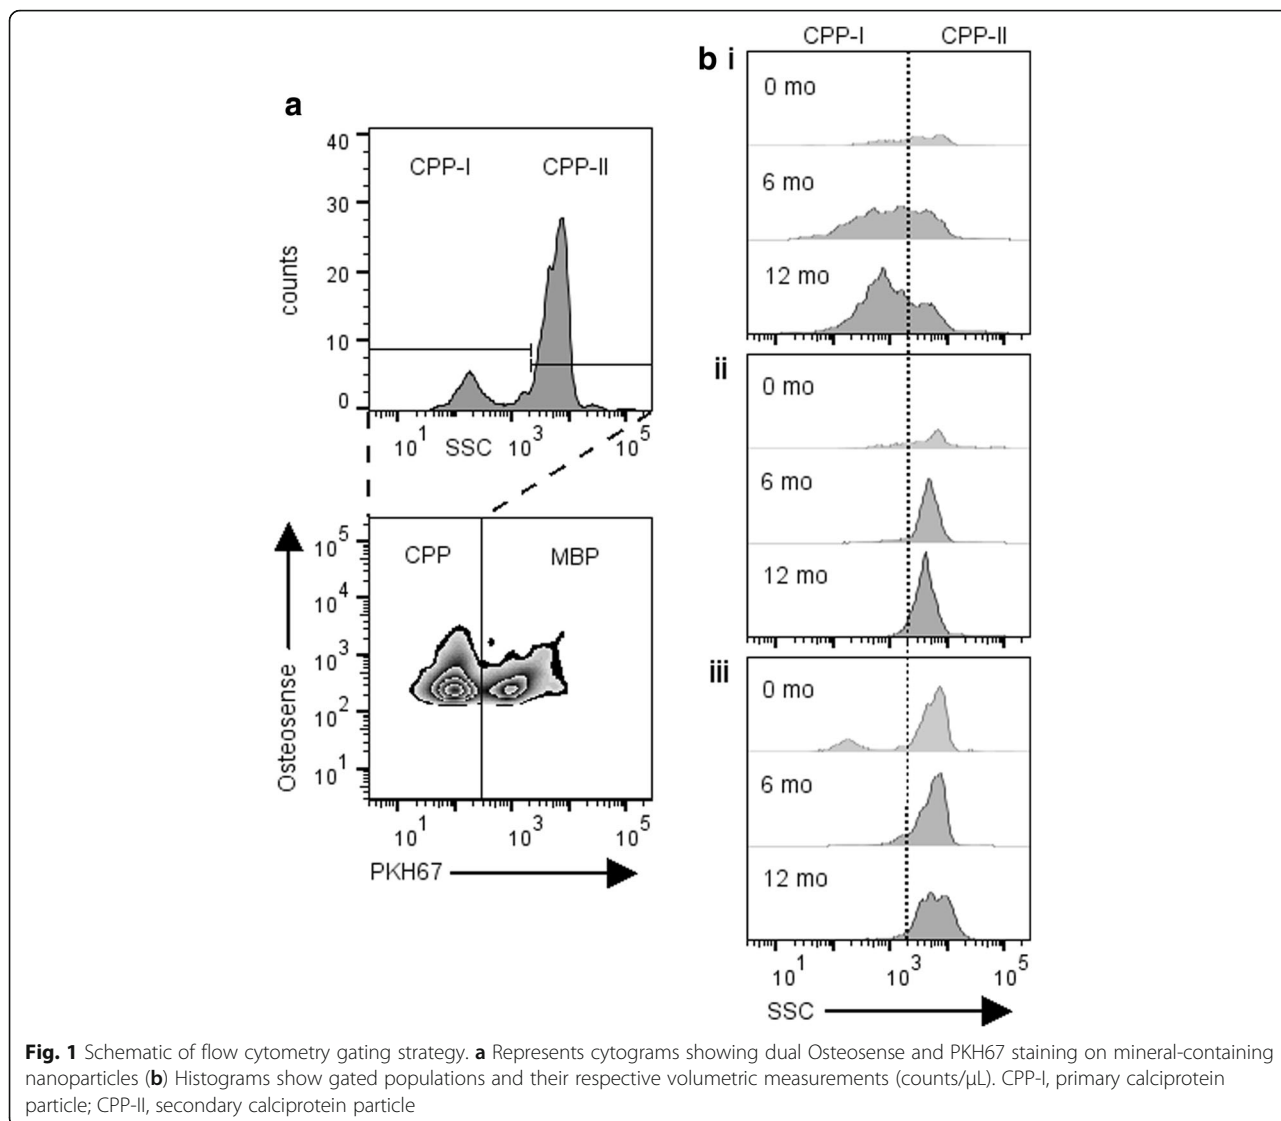 a
40
CPP-I
CPP-II
30
20
counts
10
0
10^1
SSC
10^3
10^5
10^5
CPP
MBP
10^4
10^3
10^2
10^1
Osteosense
10^1
10^3
10^5
PKH67
CPP-I
CPP-II
b i
0 mo
6 mo
12 mo
ii
0 mo
6 mo
12 mo
iii
0 mo
6 mo
12 mo
10^1
10^3
10^5
SSC
Fig. 1 Schematic of flow cytometry gating strategy. a Represents cytograms showing dual Osteosense and PKH67 staining on mineral-containing
nanoparticles (b) Histograms show gated populations and their respective volumetric measurements (counts/μL). CPP-I, primary calciprotein
particle; CPP-II, secondary calciprotein particle